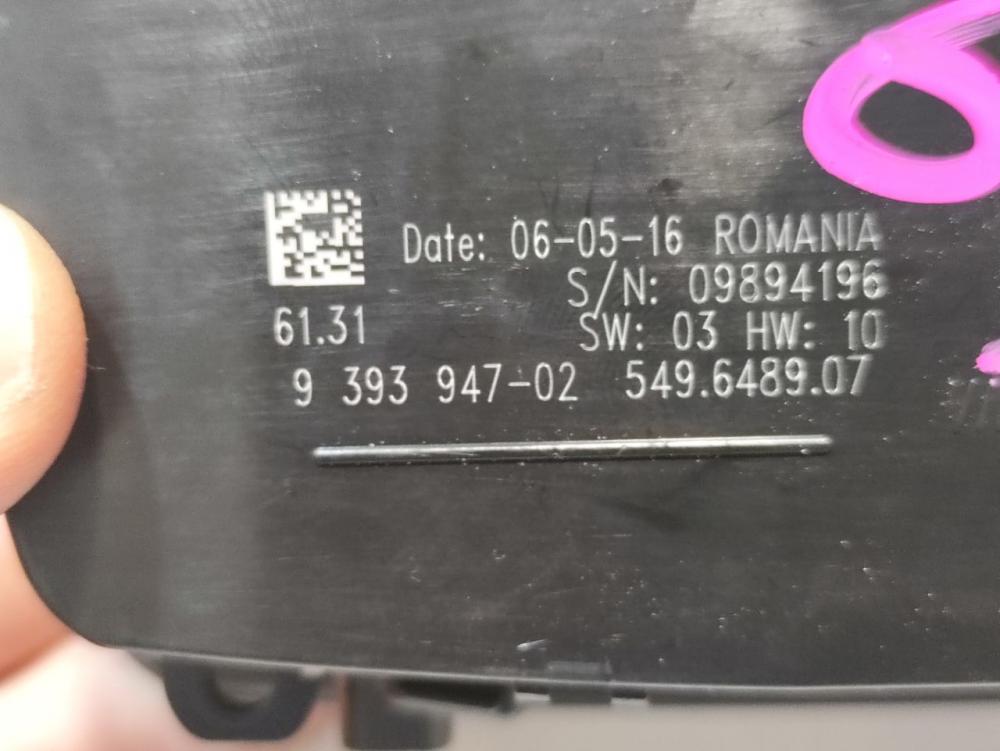 6
Date: 06-05-16 ROMANIA
S/N: 09894196
61.31 SW: 03 HW: 10
9 393 947-02 549.6489.07